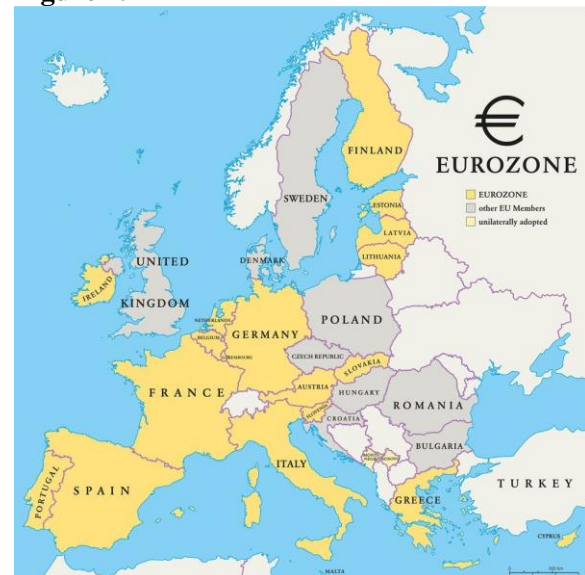 €
EUROZONE
EUROZONE
other EU Members
unilaterally adopted
FINLAND
SWEDEN
ESTONIA
LATVIA
LITHUANIA
DENMARK
UNITED
KINGDOM
IRELAND
NETHERLANDS
BELGIUM
GERMANY
POLAND
CZECH REPUBLIC
SLOVAKIA
FRANCE
AUSTRIA
HUNGARY
SLOVENIA
CROATIA
ROMANIA
BULGARIA
ITALY
PORTUGAL
SPAIN
GREECE
TURKEY
CYPRUS
MALTA